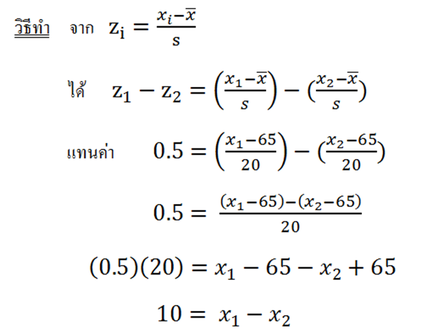 วิธีทำ จาก zᵢ = (xᵢ−x̅)/s
ได้ z₁ − z₂ = ((x₁−x̅)/s) − ((x₂−x̅)/s)
แทนค่า 0.5 = ((x₁−65)/20) − ((x₂−65)/20)
0.5 = ((x₁−65)−(x₂−65))/20
(0.5)(20) = x₁ − 65 − x₂ + 65
10 = x₁ − x₂